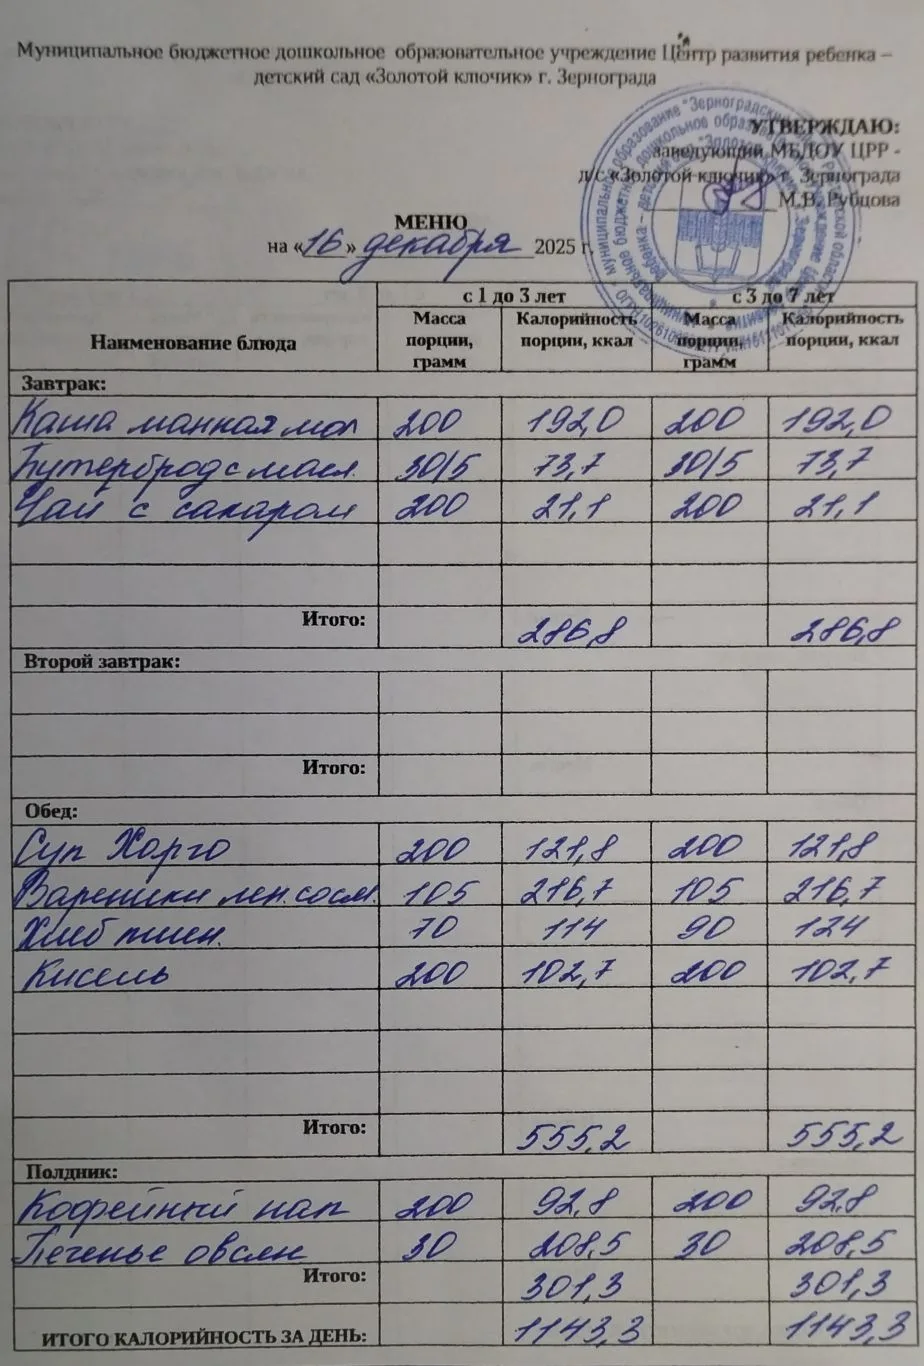 Муниципальное бюджетное дошкольное образовательное учреждение Центр развития ребенка –
детский сад «Золотой ключик» г. Зернограда
УТВЕРЖДАЮ:
заведующий МБДОУ ЦРР -
д/с «Золотой ключик» г. Зернограда
М.В. Рубцова
МЕНЮ
на «16» декабря 2025 г.
Наименование блюда с 1 до 3 лет с 3 до 7 лет
Масса порции, грамм Калорийность порции, ккал Масса порции, грамм Калорийность порции, ккал
Завтрак:
Каша манная мол 200 192,0 200 192,0
Бутерброд с масл. 30/5 73,7 30/5 73,7
Чай с сахаром 200 21,1 200 21,1
Итого: 286,8 286,8
Второй завтрак:
Итого:
Обед:
Суп Харчо 200 121,8 200 121,8
Вареники лен. со см. 105 216,7 105 216,7
Хлеб пшен. 70 114 90 124
Кисель 200 102,7 200 102,7
Итого: 555,2 555,2
Полдник:
Кофейный нап 200 92,8 200 92,8
Печенье овсян 30 208,5 30 208,5
Итого: 301,3 301,3
ИТОГО КАЛОРИЙНОСТЬ ЗА ДЕНЬ: 1143,3 1143,3